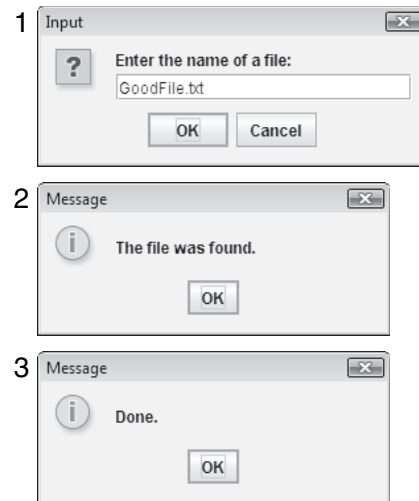 1
Input
?
Enter the name of a file:
GoodFile.txt
OK Cancel
2
Message
i
The file was found.
OK
3
Message
i
Done.
OK